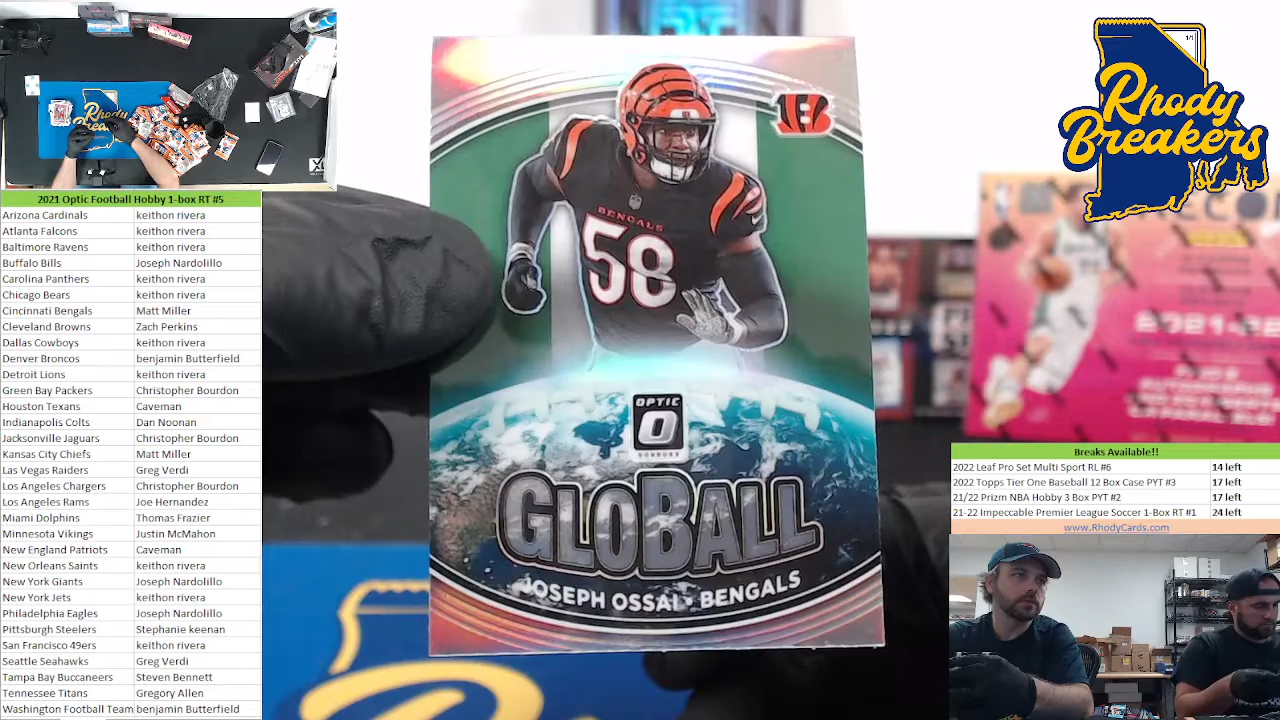 2021 Optic Football Hobby 1-box RT #5
Arizona Cardinals keithon rivera
Atlanta Falcons keithon rivera
Baltimore Ravens keithon rivera
Buffalo Bills Joseph Nardolillo
Carolina Panthers keithon rivera
Chicago Bears keithon rivera
Cincinnati Bengals Matt Miller
Cleveland Browns Zach Perkins
Dallas Cowboys keithon rivera
Denver Broncos benjamin Butterfield
Detroit Lions keithon rivera
Green Bay Packers Christopher Bourdon
Houston Texans Caveman
Indianapolis Colts Dan Noonan
Jacksonville Jaguars Christopher Bourdon
Kansas City Chiefs Matt Miller
Las Vegas Raiders Greg Verdi
Los Angeles Chargers Christopher Bourdon
Los Angeles Rams Joe Hernandez
Miami Dolphins Thomas Frazier
Minnesota Vikings Justin McMahon
New England Patriots Caveman
New Orleans Saints keithon rivera
New York Giants Joseph Nardolillo
New York Jets keithon rivera
Philadelphia Eagles Joseph Nardolillo
Pittsburgh Steelers Stephanie keenan
San Francisco 49ers keithon rivera
Seattle Seahawks Greg Verdi
Tampa Bay Buccaneers Steven Bennett
Tennessee Titans Gregory Allen
Washington Football Team benjamin Butterfield
B
BENGALS
58
OPTIC
O
DONRUSS
GLOBALL
JOSEPH OSSAI • BENGALS
1/1
Rhody
Breakers
2021-22
Breaks Available!!
2022 Leaf Pro Set Multi Sport RL #6 14 left
2022 Topps Tier One Baseball 12 Box Case PYT #3 17 left
21/22 Prizm NBA Hobby 3 Box PYT #2 17 left
21-22 Impeccable Premier League Soccer 1-Box RT #1 24 left
www.RhodyCards.com